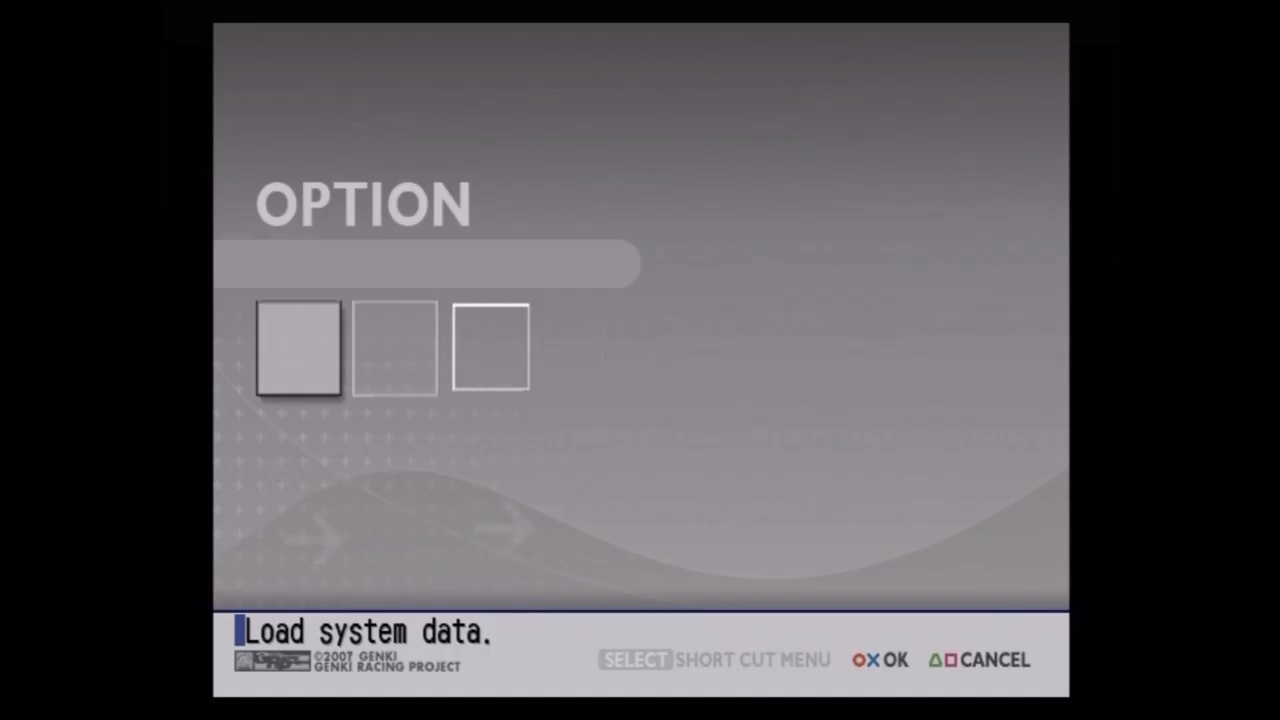 OPTION
Load system data.
©2007 GENKI
GENKI RACING PROJECT
SELECT SHORT CUT MENU OK CANCEL